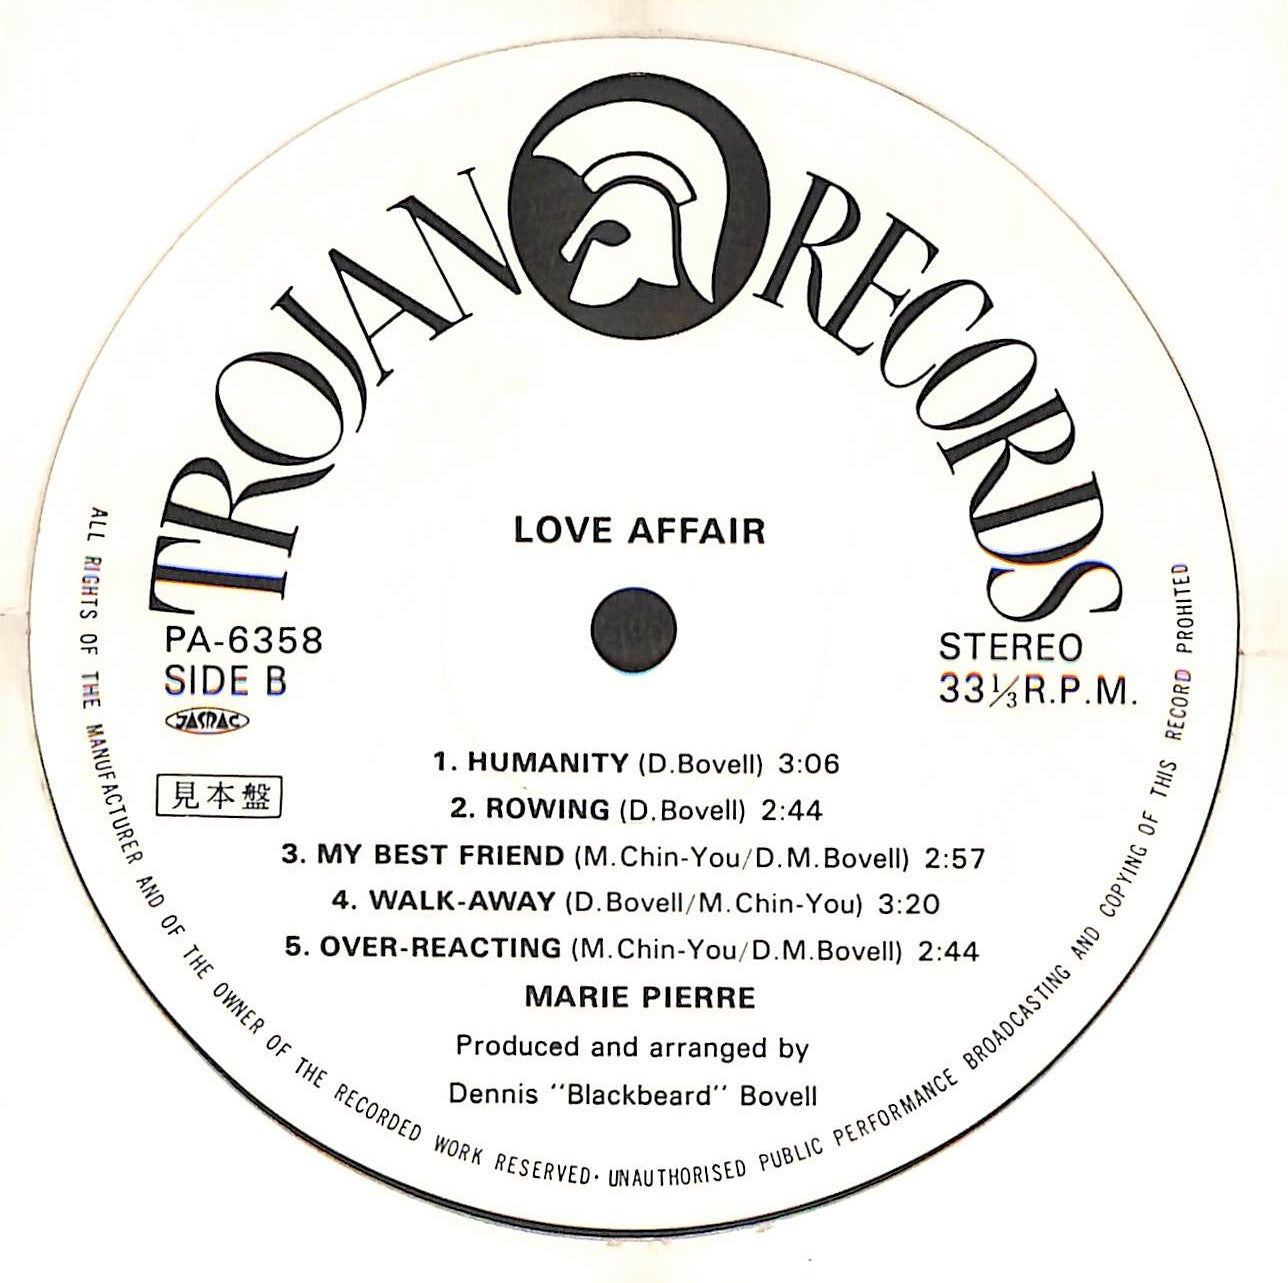 TROJAN RECORDS
LOVE AFFAIR
PA-6358
SIDE B
JASRAC
見本盤
STEREO
33⅓R.P.M.
1. HUMANITY (D.Bovell) 3:06
2. ROWING (D.Bovell) 2:44
3. MY BEST FRIEND (M.Chin-You/D.M.Bovell) 2:57
4. WALK-AWAY (D.Bovell/M.Chin-You) 3:20
5. OVER-REACTING (M.Chin-You/D.M.Bovell) 2:44
MARIE PIERRE
Produced and arranged by
Dennis "Blackbeard" Bovell
ALL RIGHTS OF THE MANUFACTURER AND OF THE OWNER OF THE RECORDED WORK RESERVED· UNAUTHORISED PUBLIC PERFORMANCE BROADCASTING AND COPYING OF THIS RECORD PROHITED